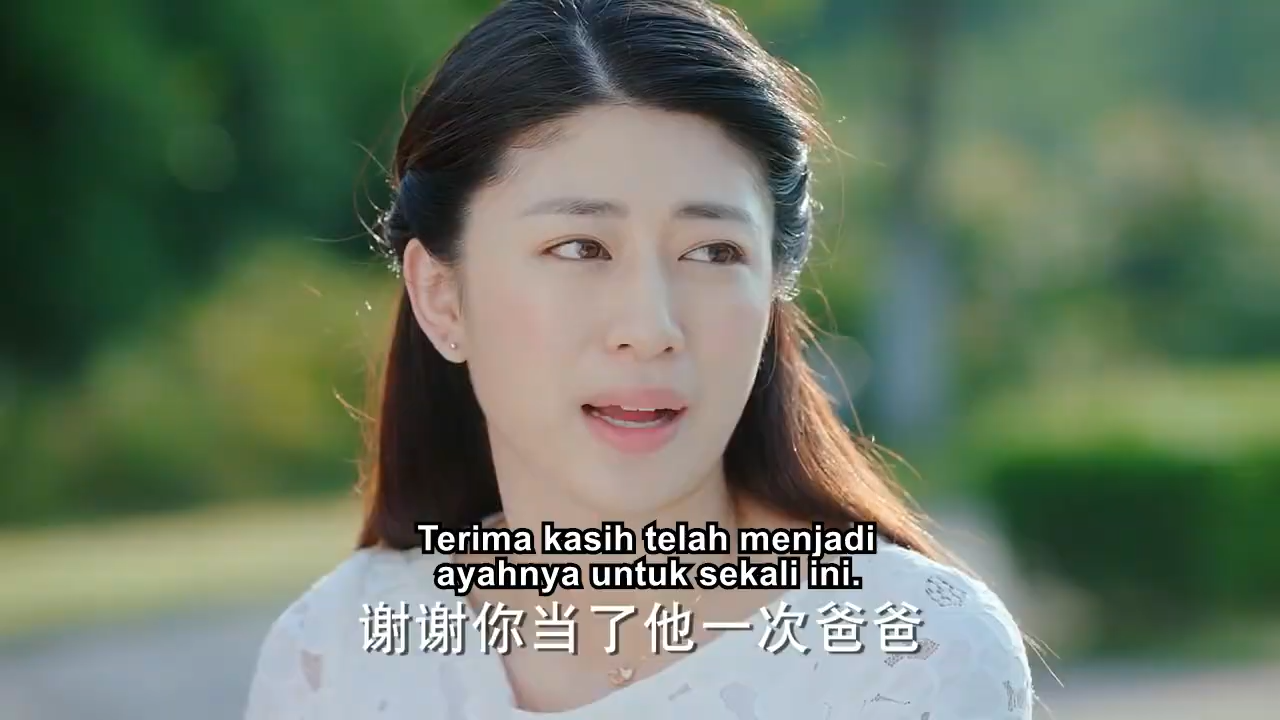 Terima kasih telah menjadi
ayahnya untuk sekali ini.
谢谢你当了他一次爸爸